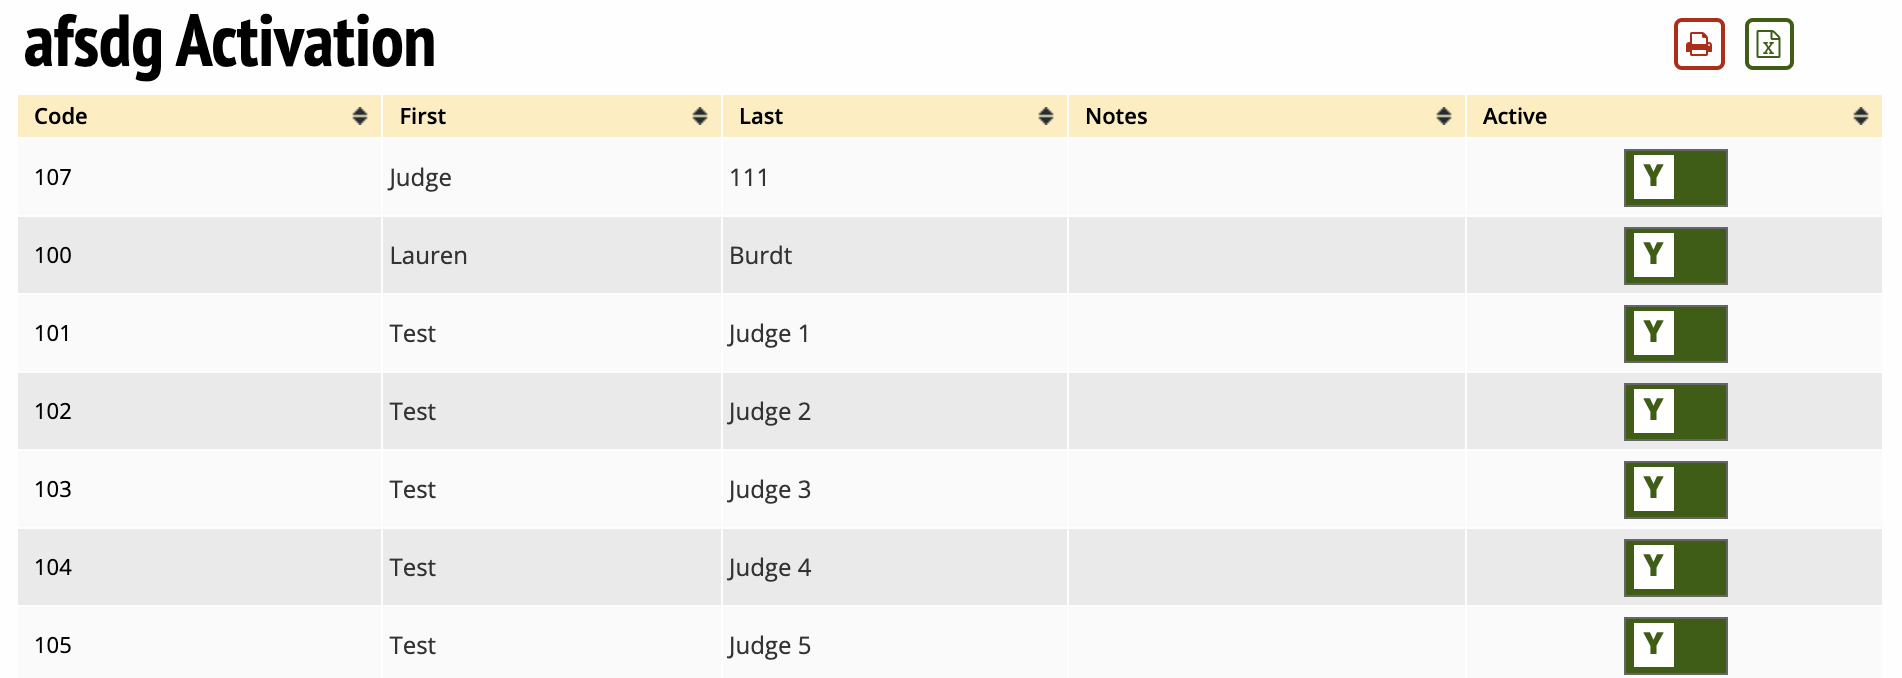 afsdg Activation
Code First Last Notes Active
107 Judge 111 Y
100 Lauren Burdt Y
101 Test Judge 1 Y
102 Test Judge 2 Y
103 Test Judge 3 Y
104 Test Judge 4 Y
105 Test Judge 5 Y